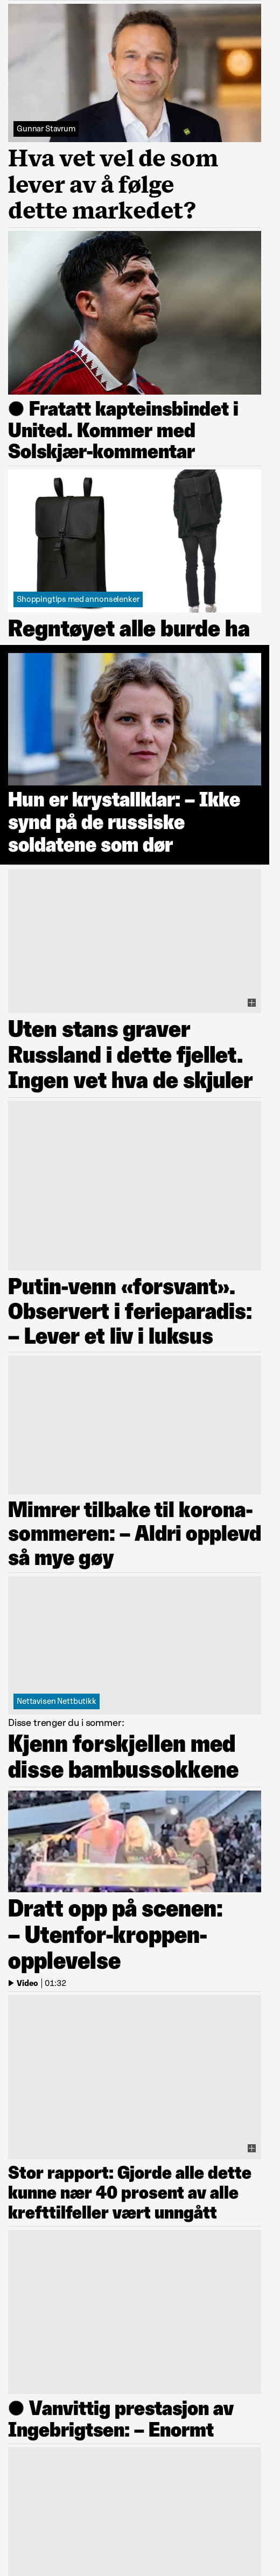 Gunnar Stavrum
Hva vet vel de som
lever av å følge
dette markedet?
● Fratatt kapteinsbindet i
United. Kommer med
Solskjær-kommentar
Shoppingtips med annonselenker
Regntøyet alle burde ha
Hun er krystallklar: – Ikke
synd på de russiske
soldatene som dør
Uten stans graver
Russland i dette fjellet.
Ingen vet hva de skjuler
Putin-venn «forsvant».
Observert i ferieparadis:
– Lever et liv i luksus
Mimrer tilbake til korona-
sommeren: – Aldri opplevd
så mye gøy
Nettavisen Nettbutikk
Disse trenger du i sommer:
Kjenn forskjellen med
disse bambussokkene
Dratt opp på scenen:
– Utenfor-kroppen-
opplevelse
Video | 01:32
Stor rapport: Gjorde alle dette
kunne nær 40 prosent av alle
krefttilfeller vært unngått
● Vanvittig prestasjon av
Ingebrigtsen: – Enormt